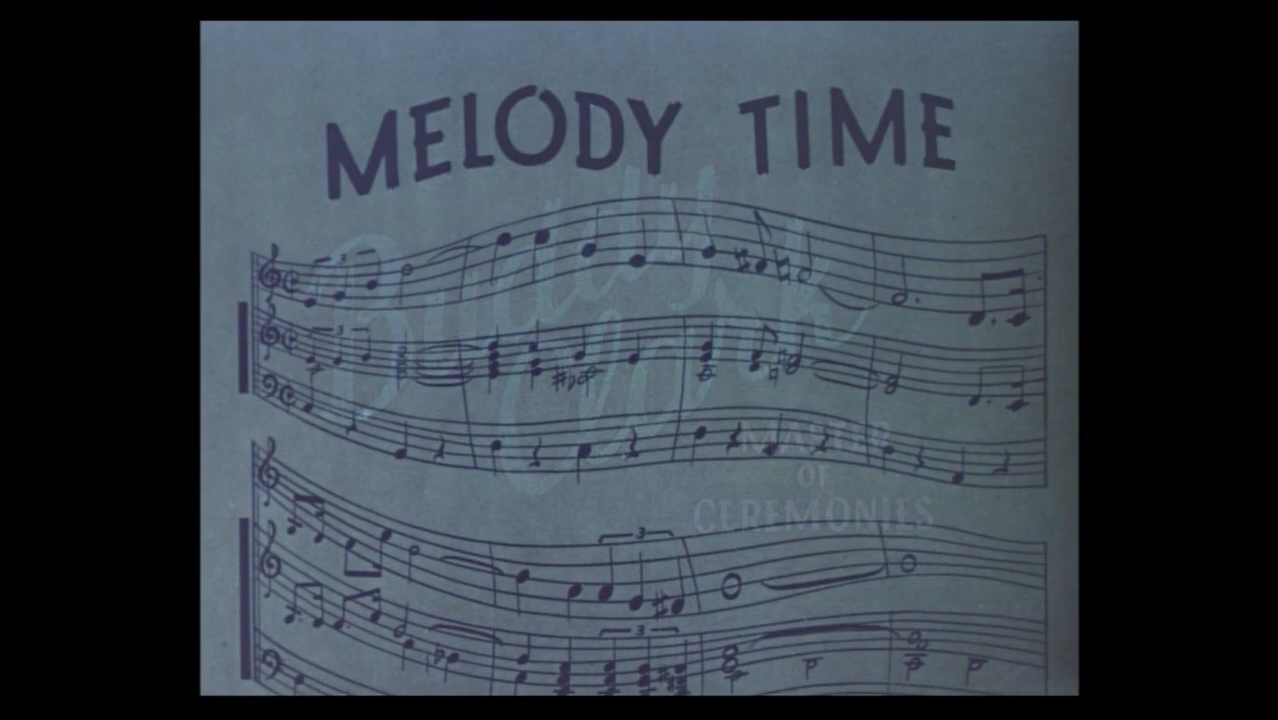 MELODY TIME
Buddy
Clark
MASTER
OF
CEREMONIES